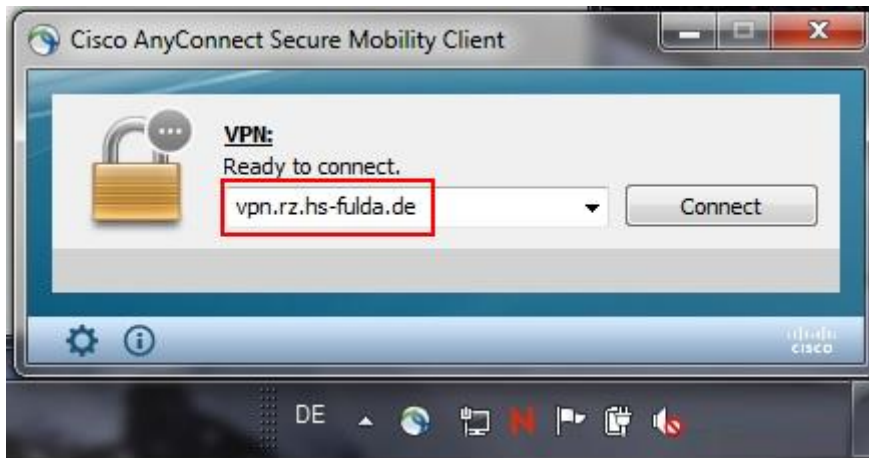 Cisco AnyConnect Secure Mobility Client
VPN:
Ready to connect.
vpn.rz.hs-fulda.de
Connect
cisco
DE